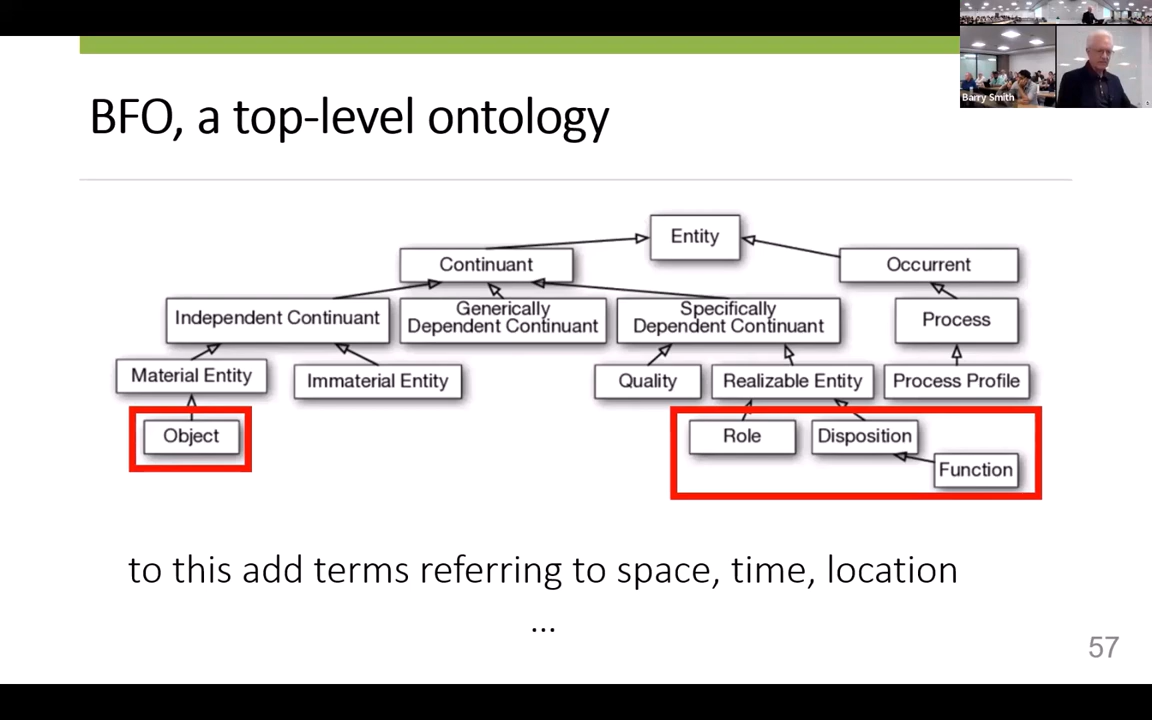 Barry Smith
BFO, a top-level ontology
Entity
Continuant
Occurrent
Independent Continuant
Generically
Dependent Continuant
Specifically
Dependent Continuant
Process
Material Entity
Immaterial Entity
Quality
Realizable Entity
Process Profile
Object
Role
Disposition
Function
to this add terms referring to space, time, location
...
57